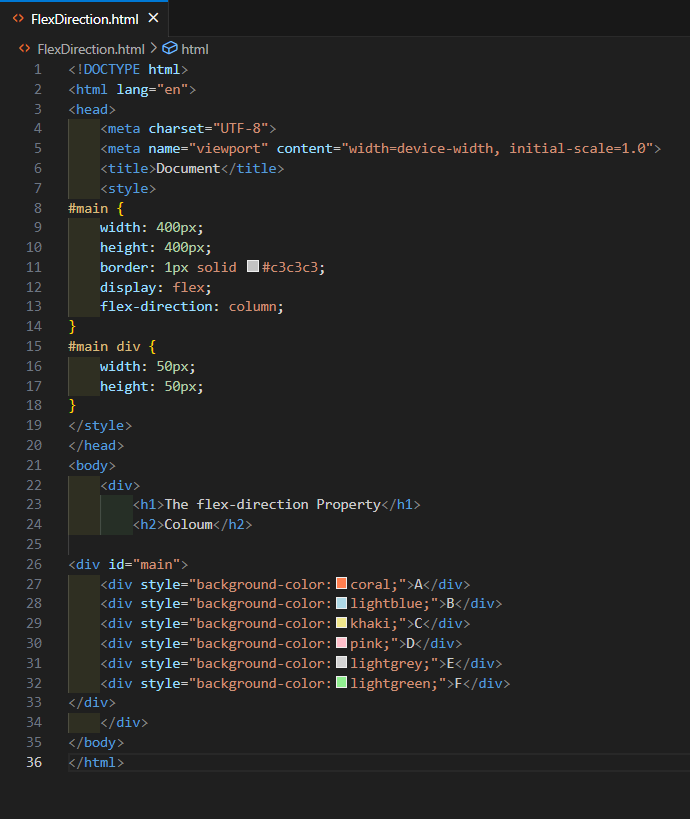 FlexDirection.html ×
FlexDirection.html > html
1 <!DOCTYPE html>
2 <html lang="en">
3 <head>
4     <meta charset="UTF-8">
5     <meta name="viewport" content="width=device-width, initial-scale=1.0">
6     <title>Document</title>
7     <style>
8 #main {
9     width: 400px;
10     height: 400px;
11     border: 1px solid #c3c3c3;
12     display: flex;
13     flex-direction: column;
14 }
15 #main div {
16     width: 50px;
17     height: 50px;
18 }
19 </style>
20 </head>
21 <body>
22     <div>
23         <h1>The flex-direction Property</h1>
24         <h2>Coloum</h2>
25
26 <div id="main">
27     <div style="background-color:coral;">A</div>
28     <div style="background-color:lightblue;">B</div>
29     <div style="background-color:khaki;">C</div>
30     <div style="background-color:pink;">D</div>
31     <div style="background-color:lightgrey;">E</div>
32     <div style="background-color:lightgreen;">F</div>
33 </div>
34     </div>
35 </body>
36 </html>